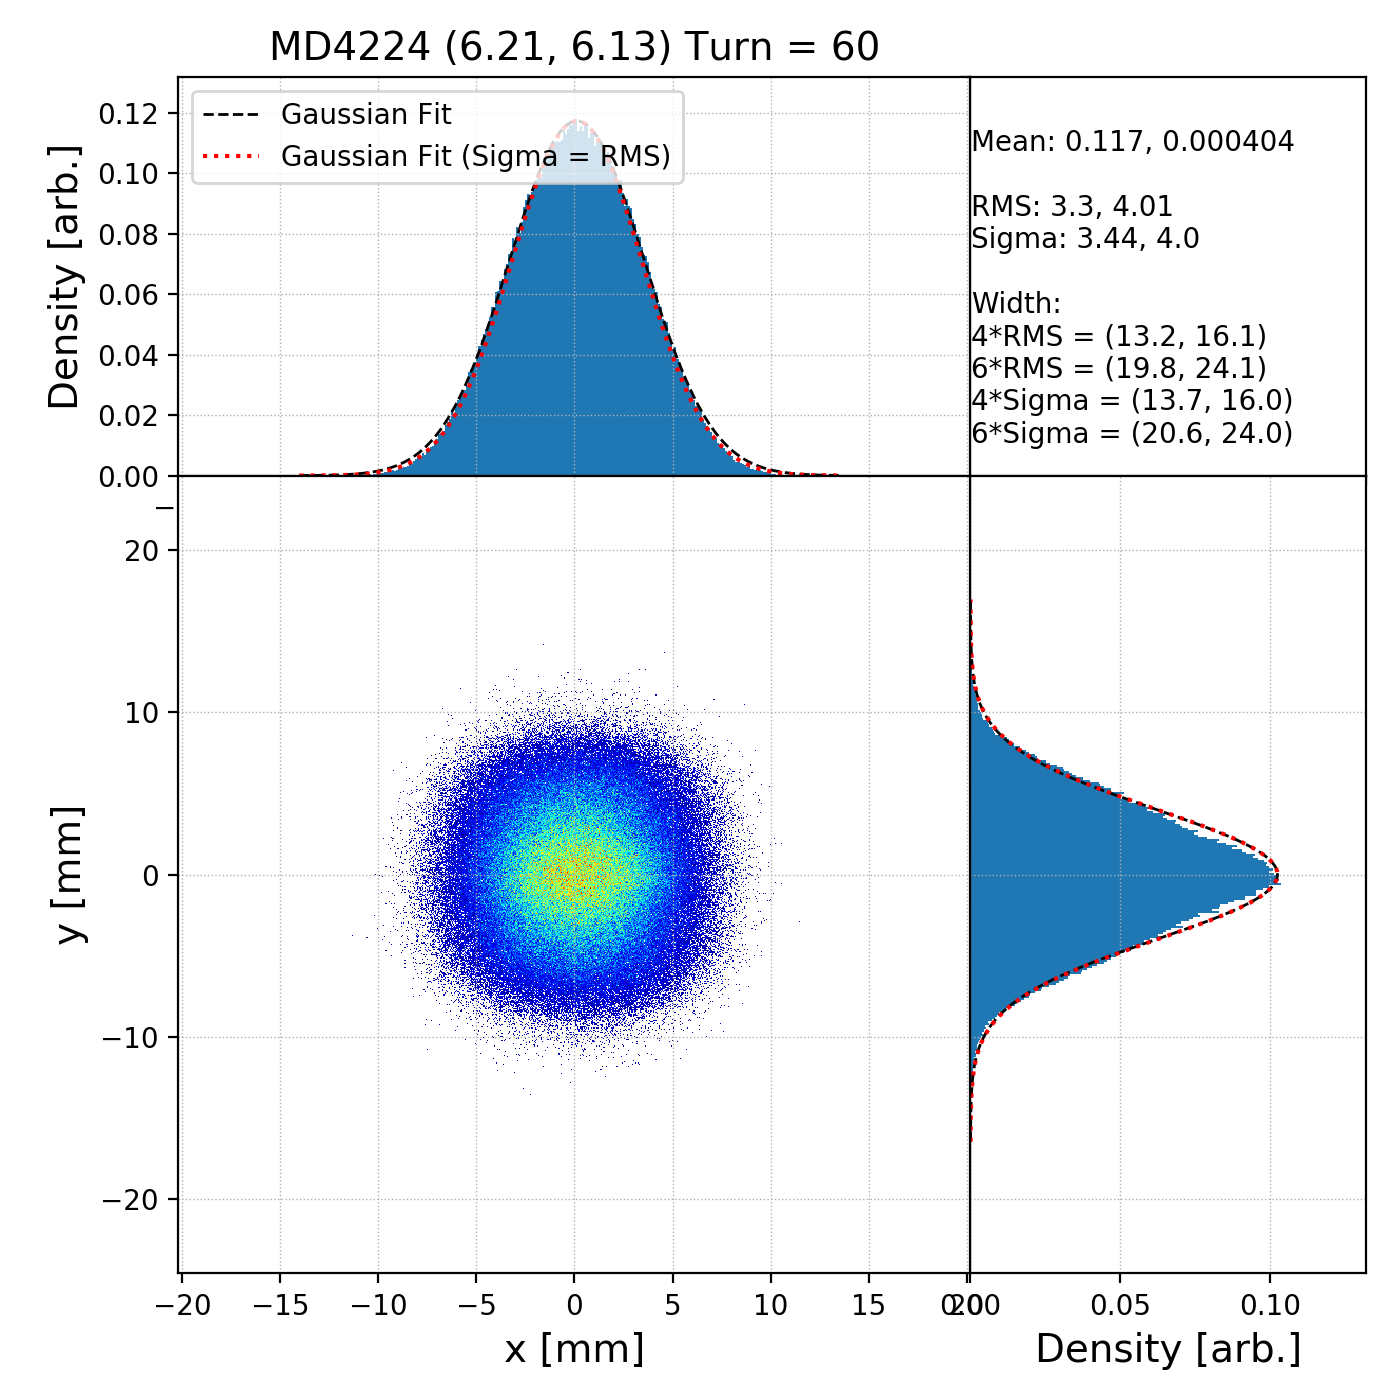 MD4224 (6.21, 6.13) Turn = 60
Gaussian Fit
Gaussian Fit (Sigma = RMS)
Density [arb.]
0.12
0.10
0.08
0.06
0.04
0.02
0.00
Mean: 0.117, 0.000404
RMS: 3.3, 4.01
Sigma: 3.44, 4.0
Width:
4*RMS = (13.2, 16.1)
6*RMS = (19.8, 24.1)
4*Sigma = (13.7, 16.0)
6*Sigma = (20.6, 24.0)
−
y [mm]
20
10
0
−10
−20
−20 −15 −10 −5 0 5 10 15
0.05 0.10
x [mm]
Density [arb.]